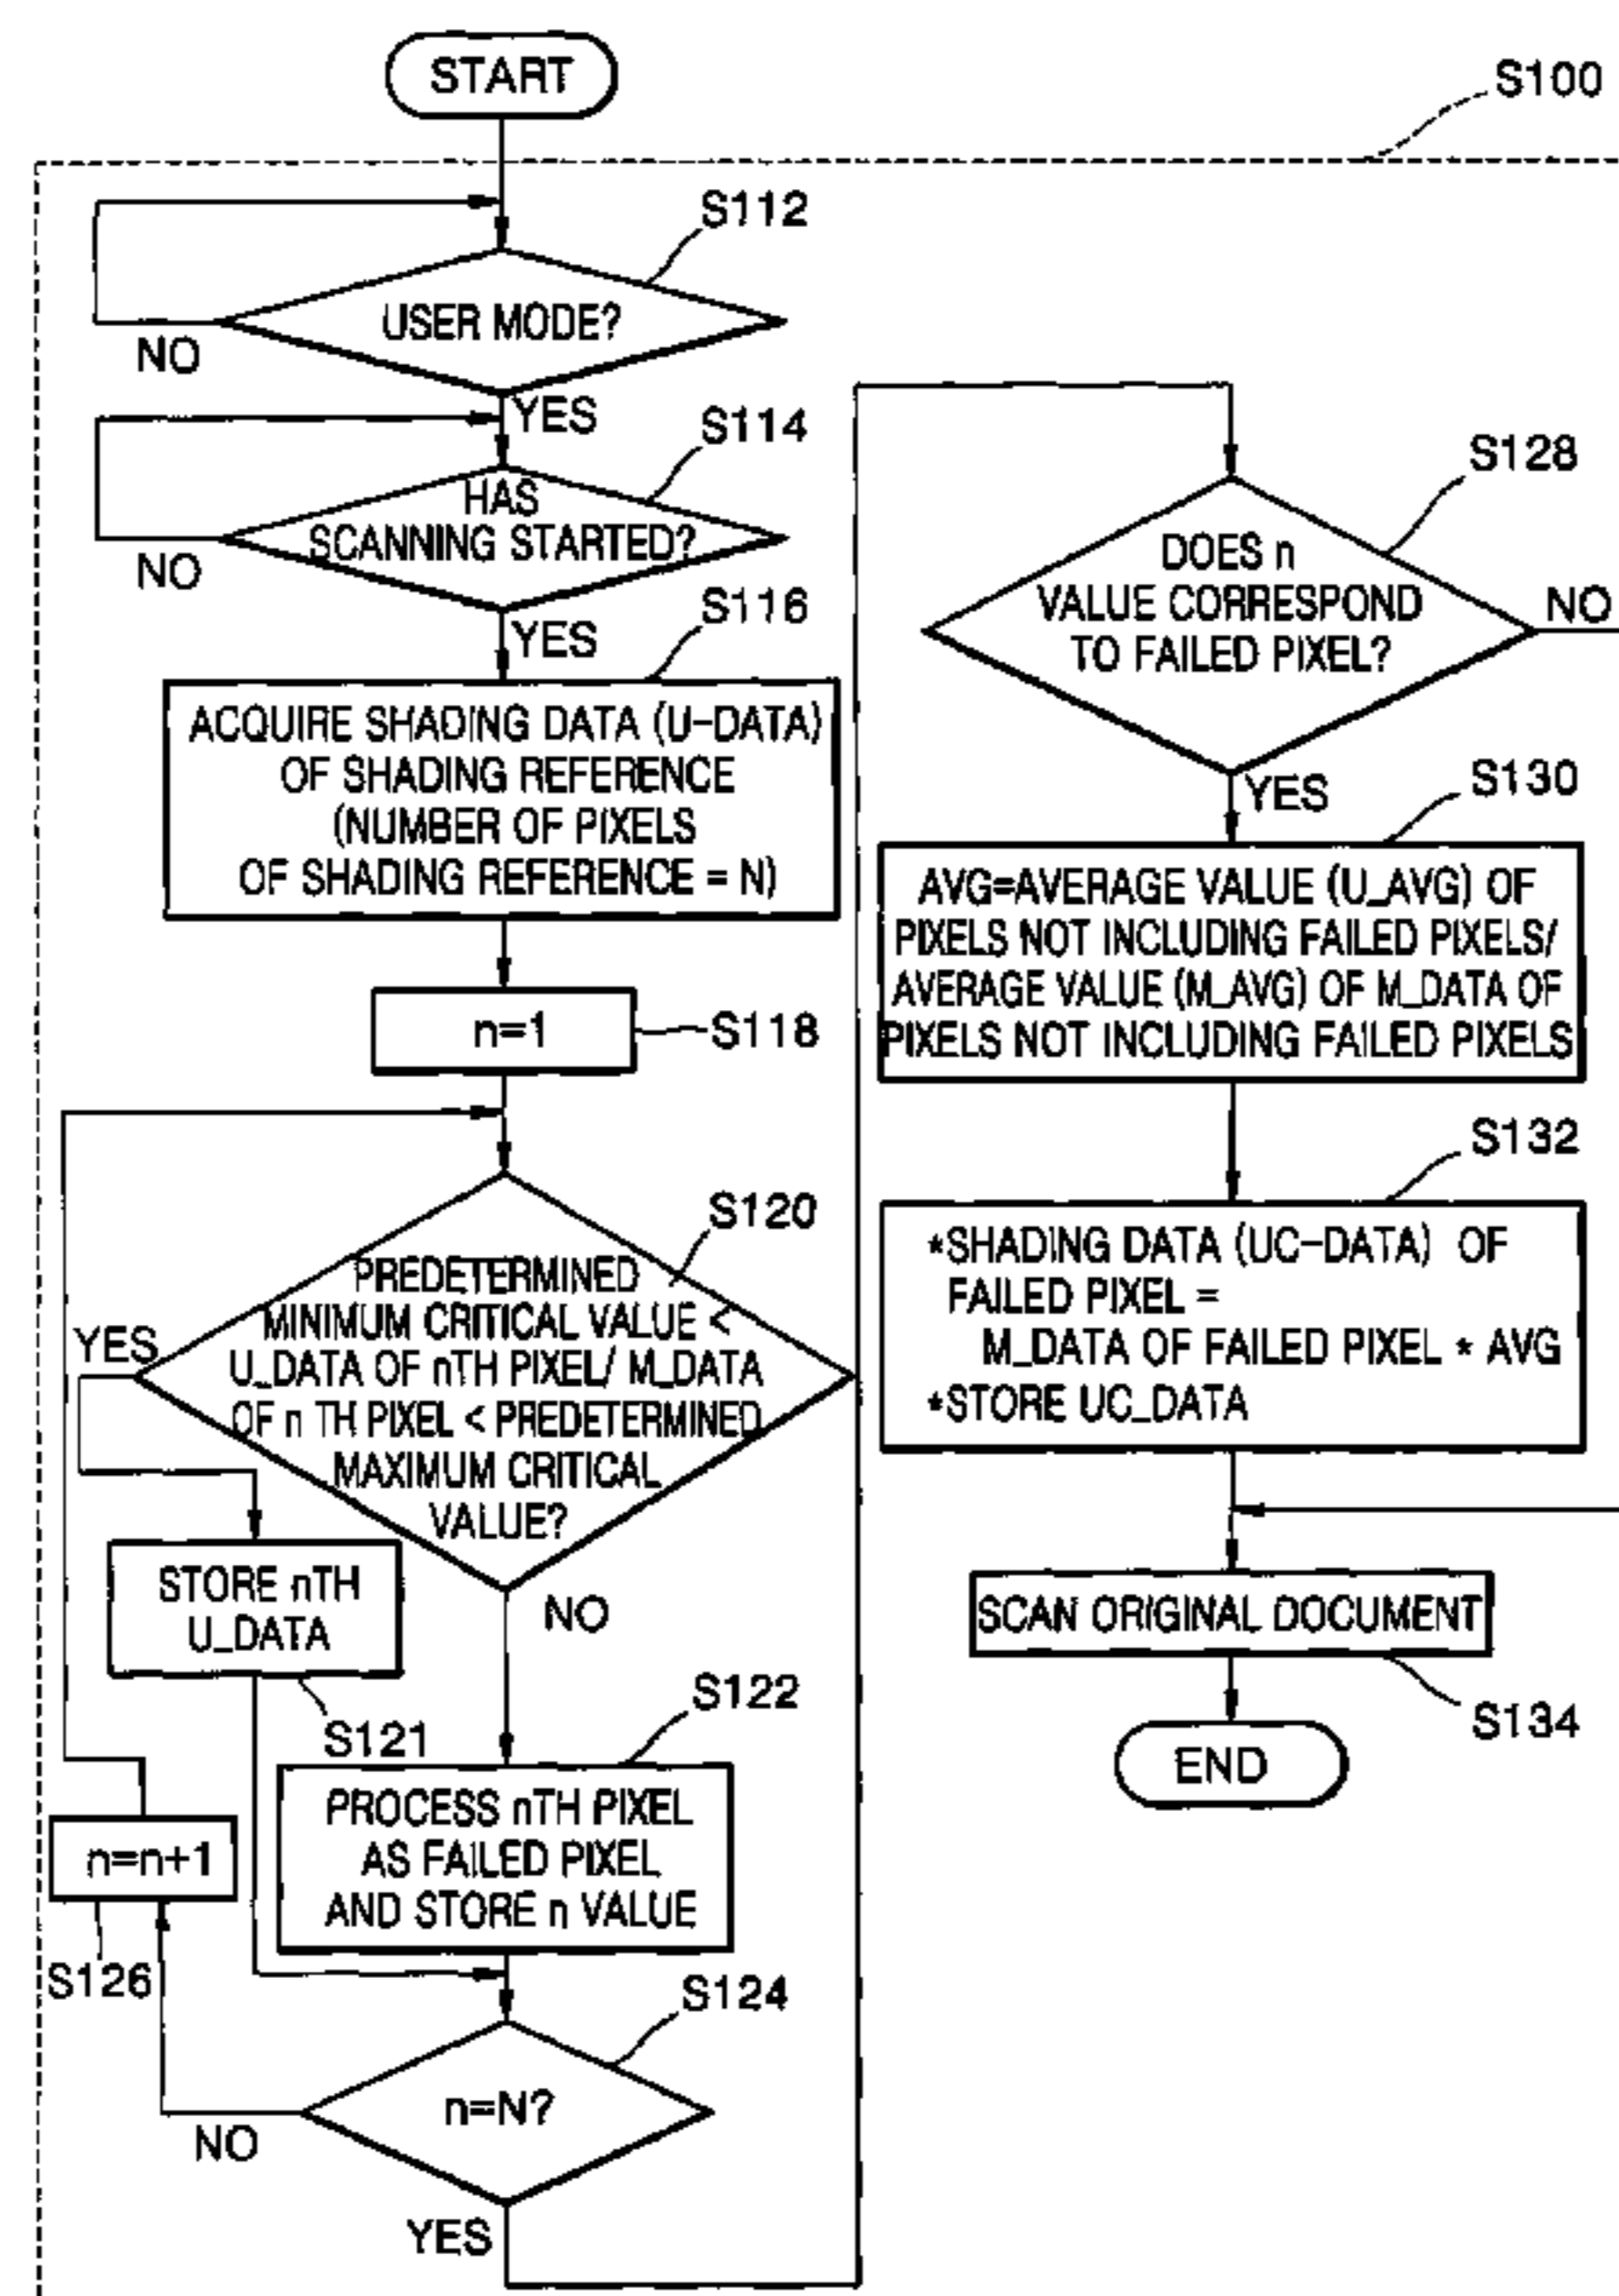 START
S100
S112
USER MODE?
NO
YES
S114
HAS
SCANNING STARTED?
NO
YES
S116
ACQUIRE SHADING DATA (U-DATA)
OF SHADING REFERENCE
(NUMBER OF PIXELS
OF SHADING REFERENCE = N)
n=1
S118
S120
PREDETERMINED
MINIMUM CRITICAL VALUE <
U_DATA OF nTH PIXEL/ M_DATA
OF n TH PIXEL < PREDETERMINED
MAXIMUM CRITICAL
VALUE?
YES
NO
STORE nTH
U_DATA
S121
S122
PROCESS nTH PIXEL
AS FAILED PIXEL
AND STORE n VALUE
n=n+1
S126
S124
n=N?
NO
YES
S128
DOES n
VALUE CORRESPOND
TO FAILED PIXEL?
NO
YES
S130
AVG=AVERAGE VALUE (U_AVG) OF
PIXELS NOT INCLUDING FAILED PIXELS/
AVERAGE VALUE (M_AVG) OF M_DATA OF
PIXELS NOT INCLUDING FAILED PIXELS
S132
*SHADING DATA (UC-DATA) OF
FAILED PIXEL =
M_DATA OF FAILED PIXEL * AVG
*STORE UC_DATA
SCAN ORIGINAL DOCUMENT
S134
END